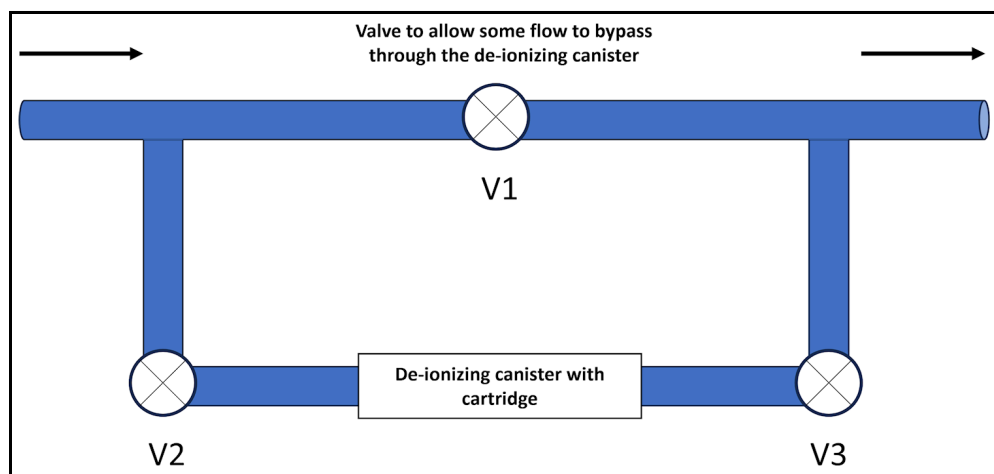 Valve to allow some flow to bypass
through the de-ionizing canister
V1
De-ionizing canister with
cartridge
V2
V3